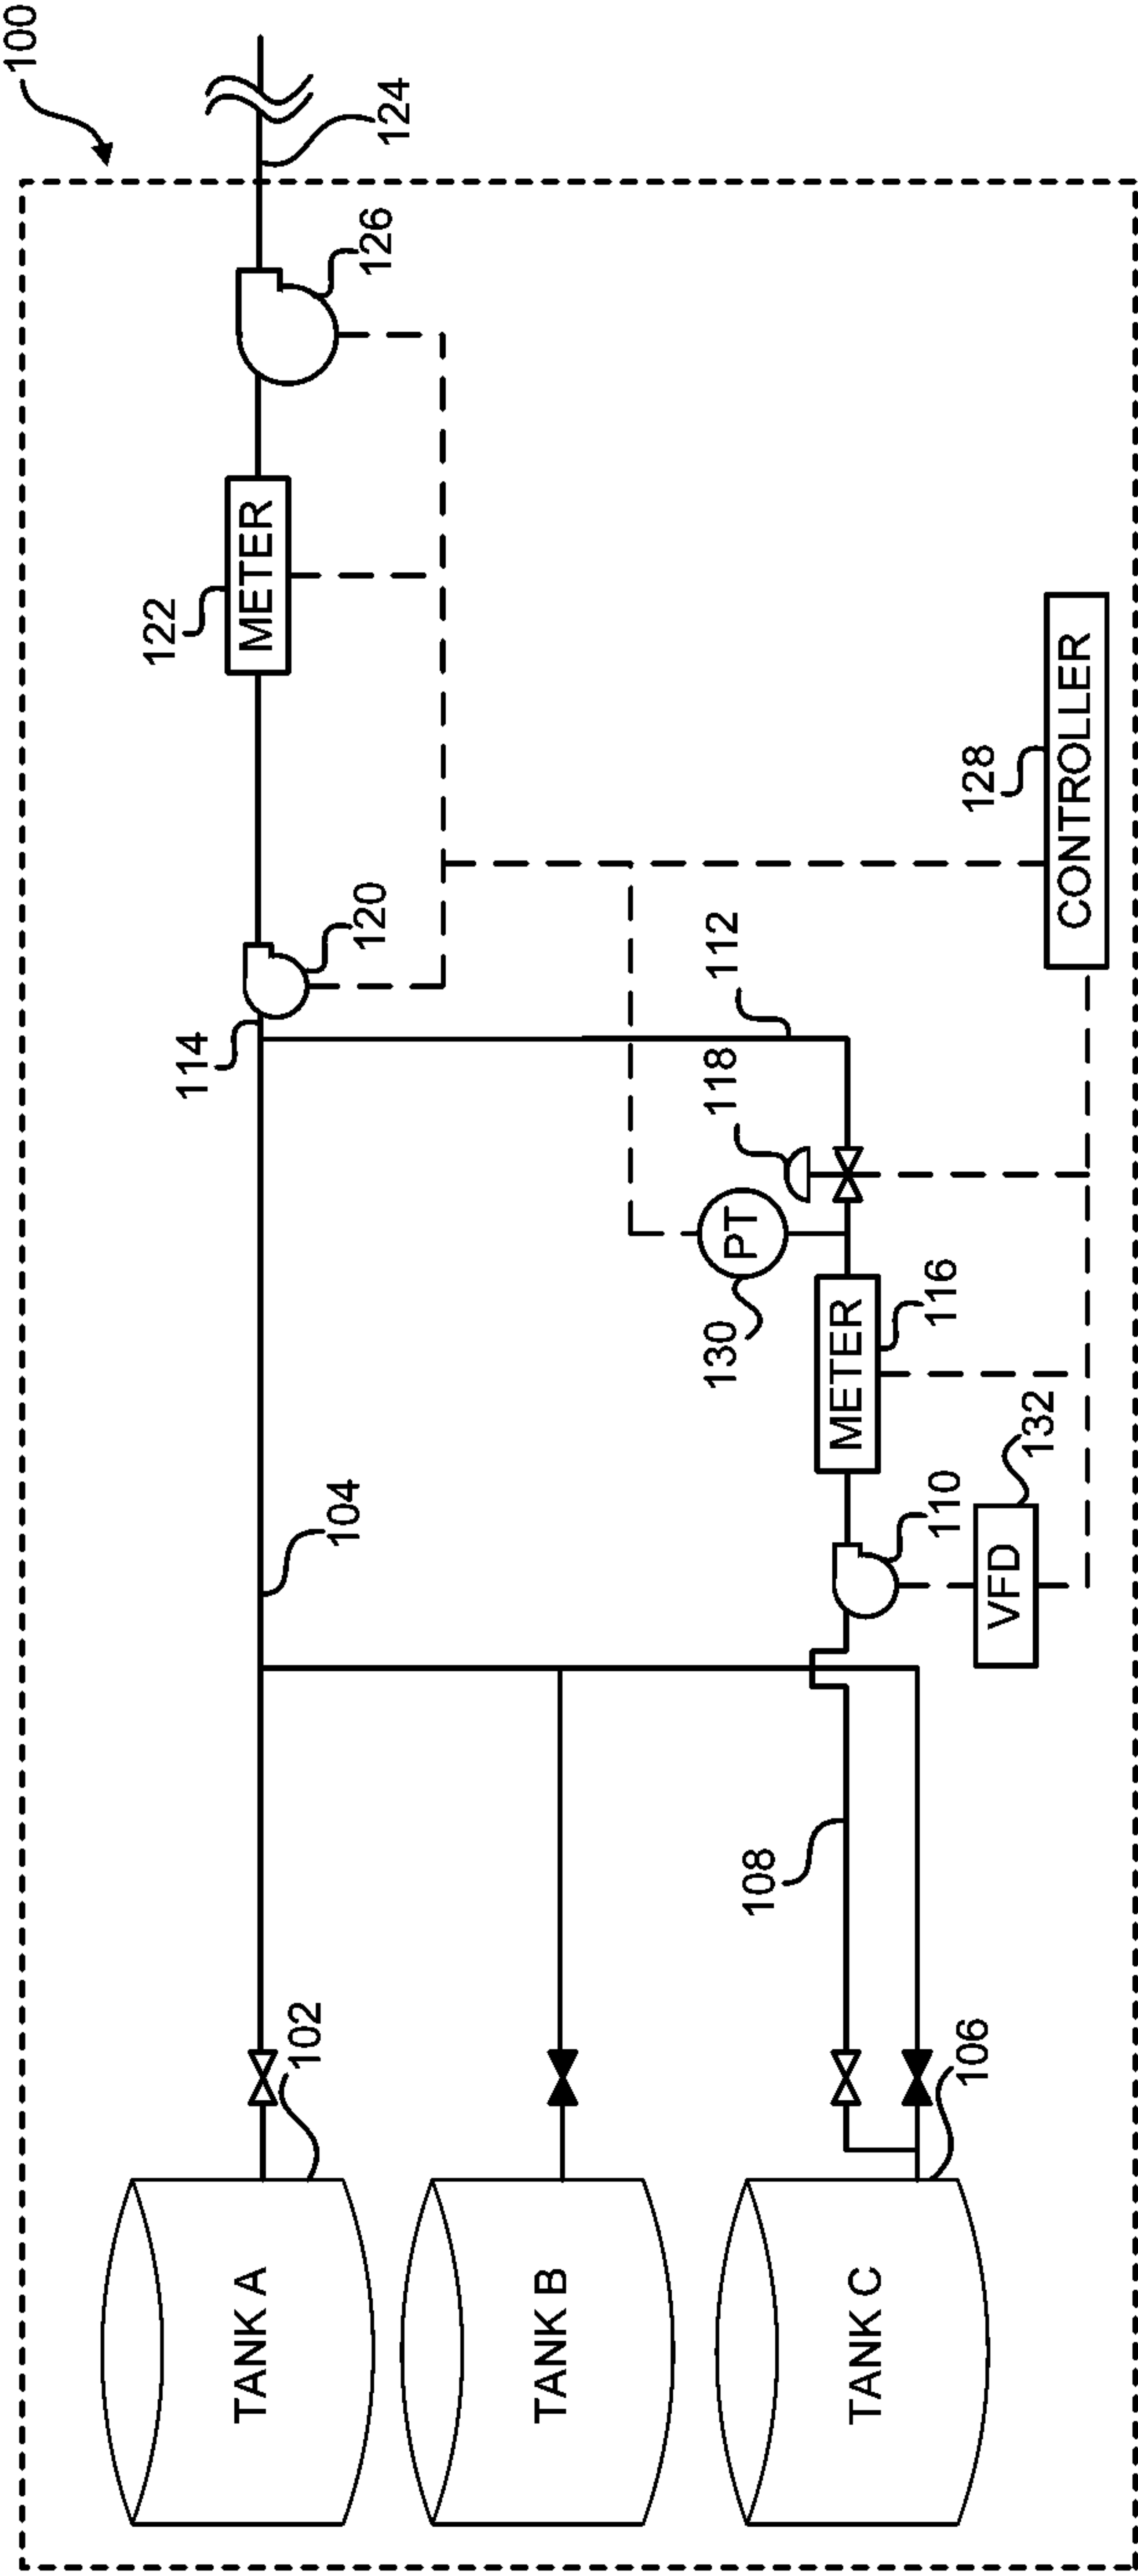 100
124
126
METER
122
120
114
112
118
PT
130
METER
116
128
CONTROLLER
104
110
132
VFD
108
102
106
TANK A
TANK B
TANK C